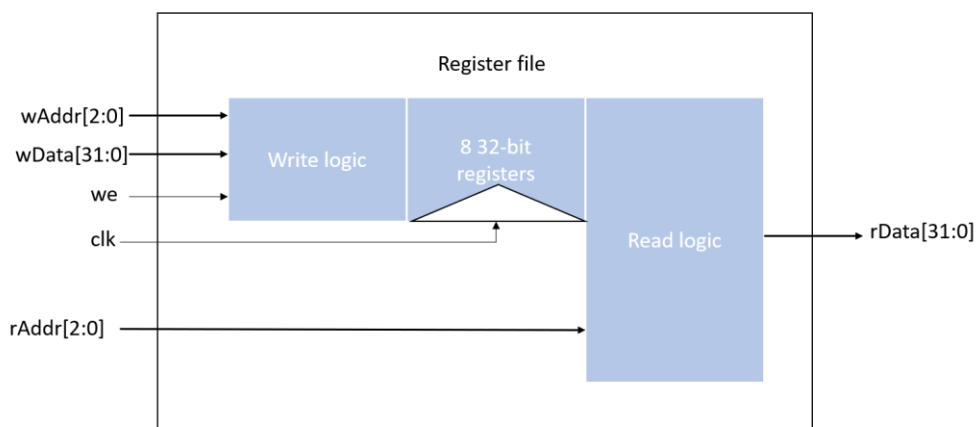 Register file
wAddr[2:0]
wData[31:0]
we
clk
rAddr[2:0]
Write logic
8 32-bit
registers
Read logic
rData[31:0]